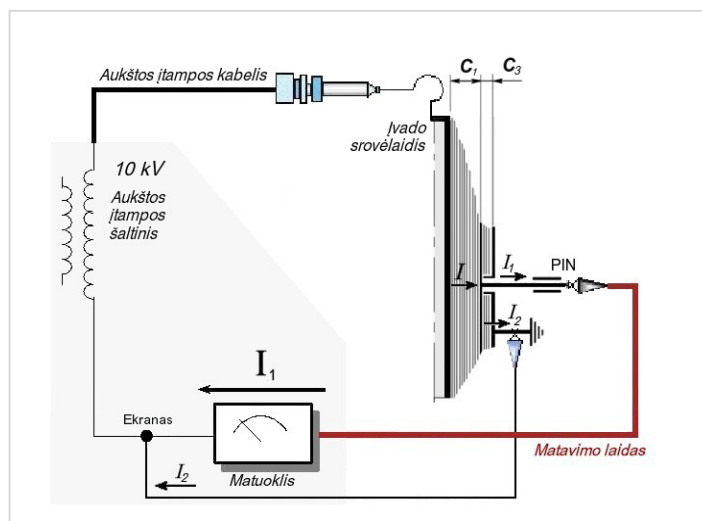 C₁ C₃
Aukštos įtampos kabelis
Įvado
srovėlaidis
10 kV
Aukštos
įtampos
šaltinis
PIN
I I₁
I₂
I₁
Ekranas
I₂
Matuoklis
Matavimo laidas